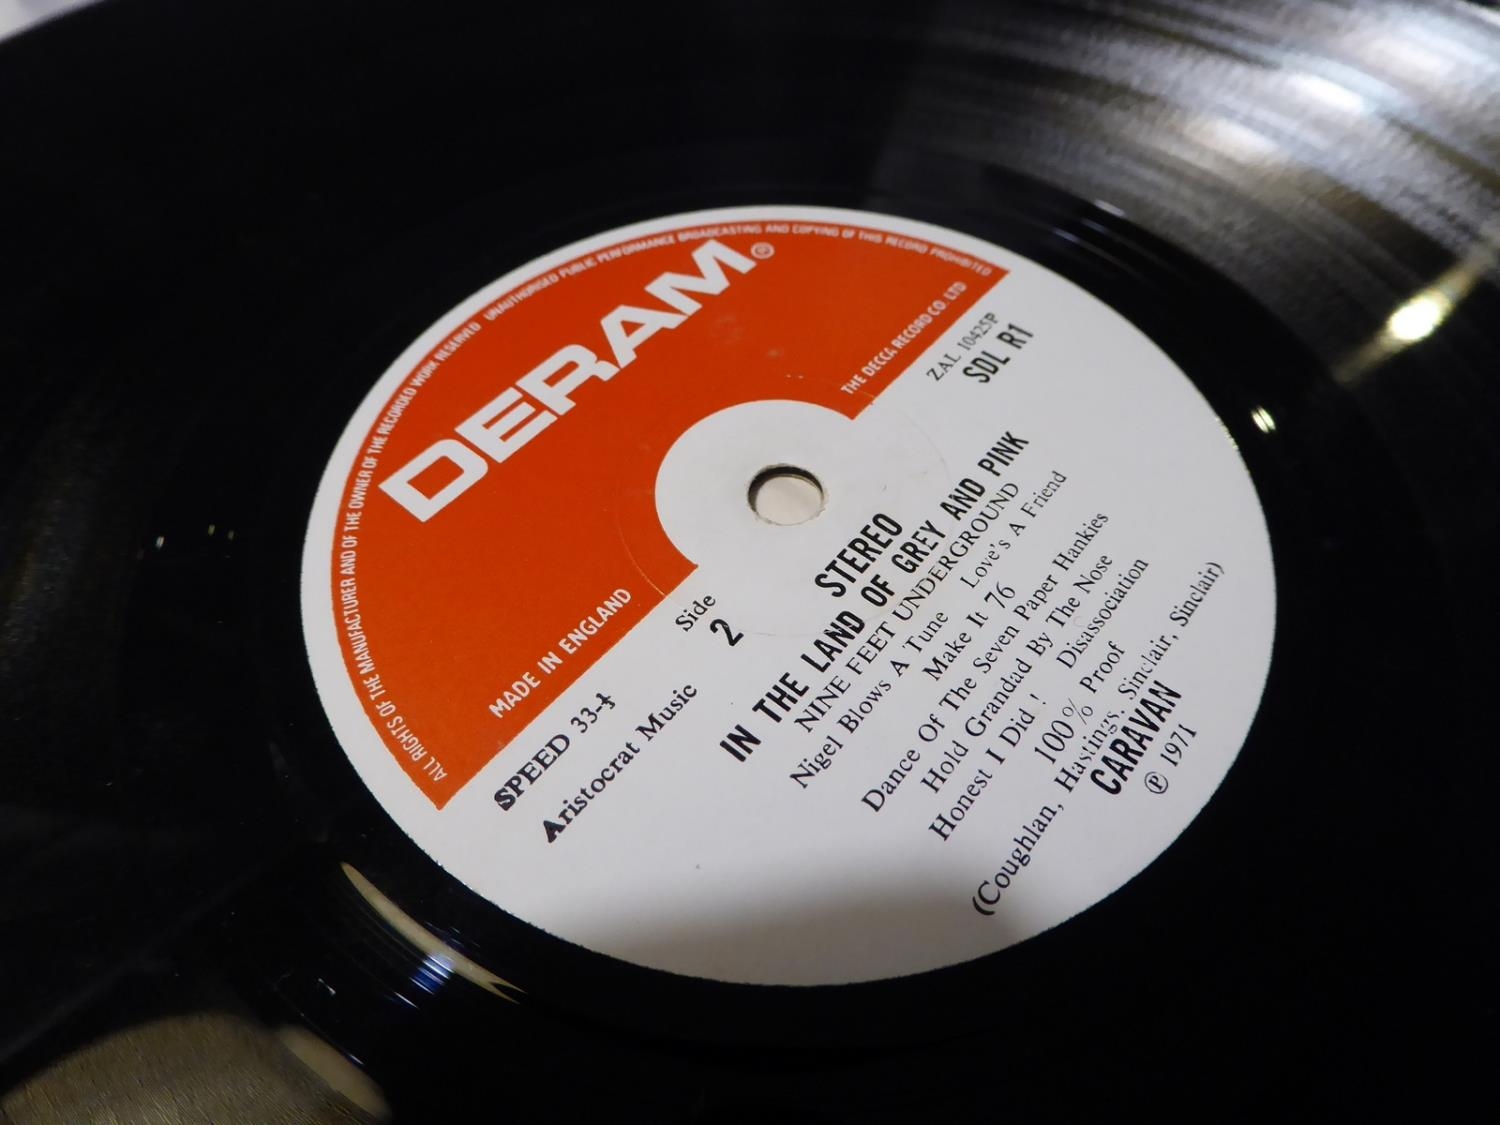 ALL RIGHTS OF THE MANUFACTURER AND OF THE OWNER OF THE RECORDED WORK RESERVED UNAUTHORISED PUBLIC PERFORMANCE BROADCASTING AND COPYING OF THIS RECORD PROHIBITED
DERAM ®
THE DECCA RECORD CO. LTD
MADE IN ENGLAND
ZAL 10425P
SDL R1
Side
2
SPEED 33-⅓
Aristocrat Music
STEREO
IN THE LAND OF GREY AND PINK
NINE FEET UNDERGROUND
Nigel Blows A Tune Love's A Friend
Make It 76
Dance Of The Seven Paper Hankies
Hold Grandad By The Nose
Honest I Did ! Disassociation
100% Proof
(Coughlan, Hastings, Sinclair, Sinclair)
CARAVAN
℗ 1971